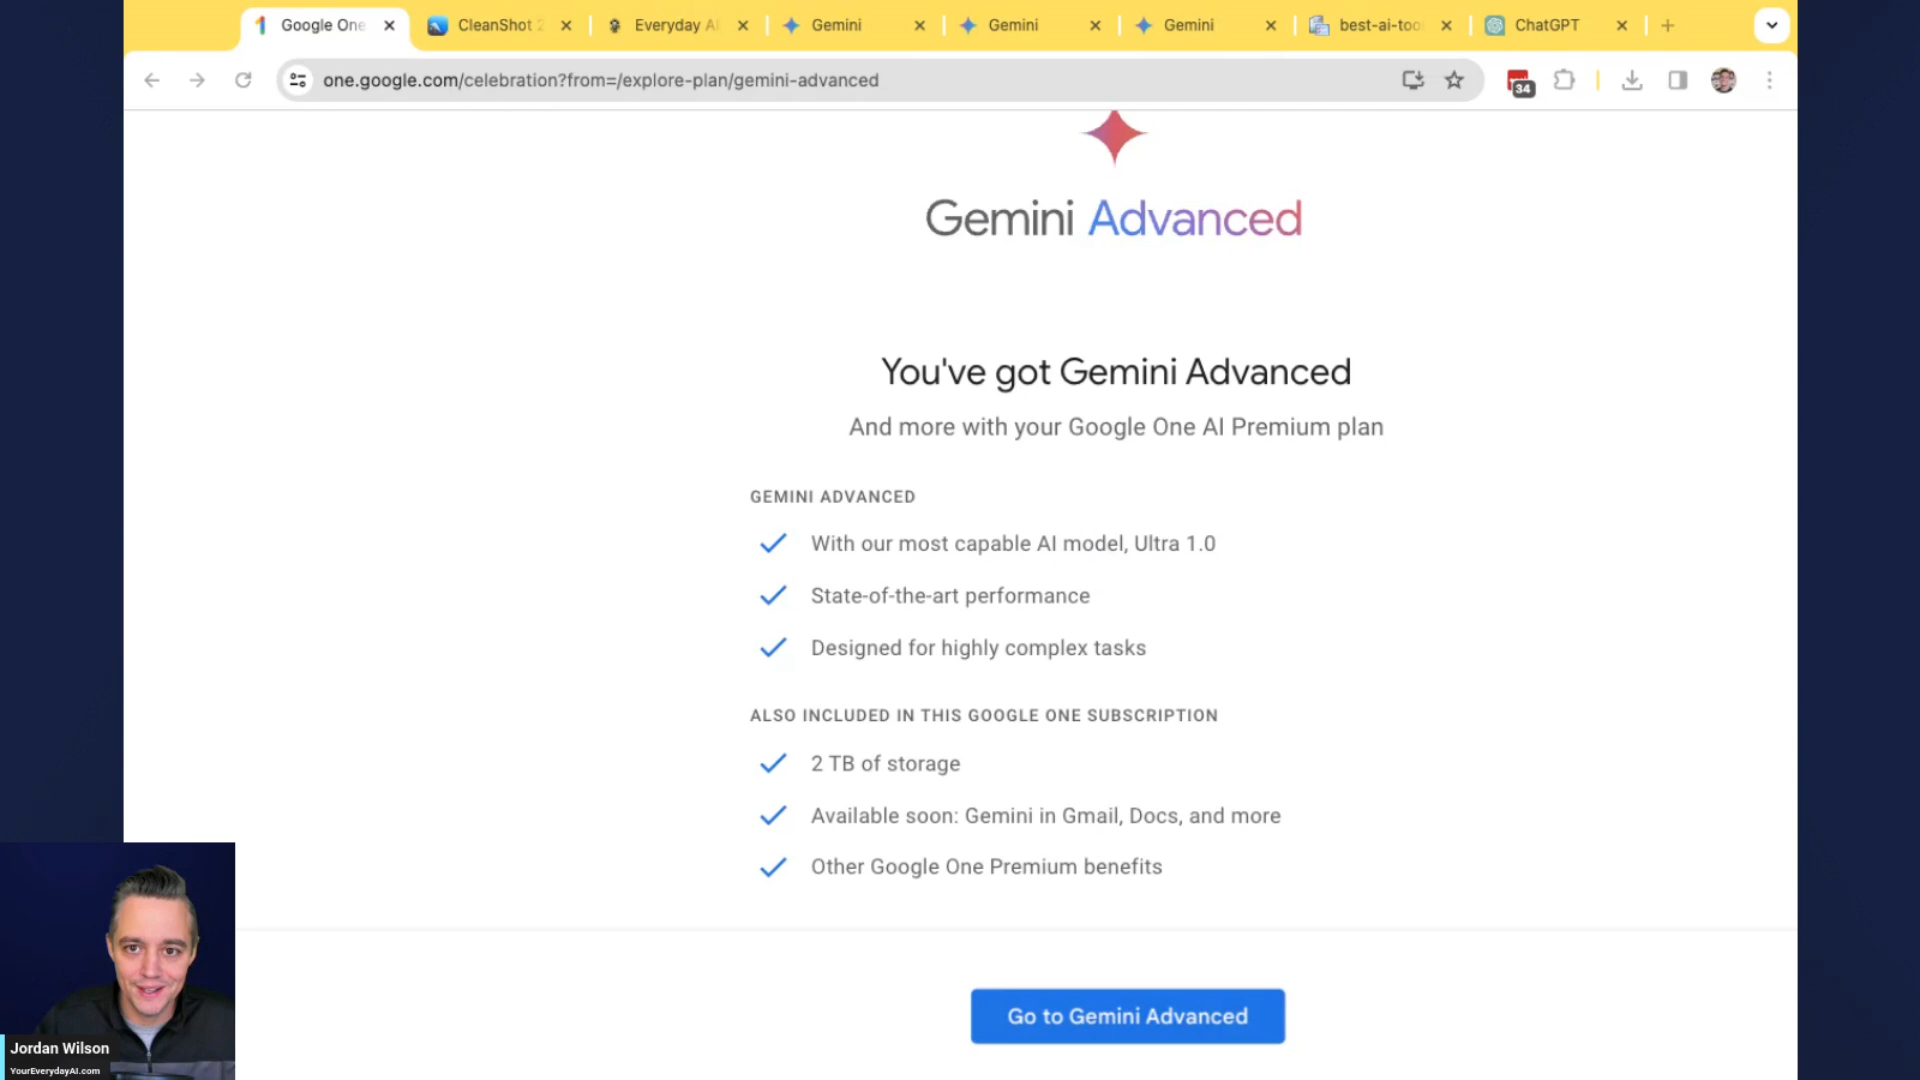 Google One
CleanShot 2
Everyday AI
Gemini
Gemini
Gemini
best-ai-too
ChatGPT
one.google.com/celebration?from=/explore-plan/gemini-advanced
34
Gemini Advanced
You've got Gemini Advanced
And more with your Google One AI Premium plan
GEMINI ADVANCED
With our most capable AI model, Ultra 1.0
State-of-the-art performance
Designed for highly complex tasks
ALSO INCLUDED IN THIS GOOGLE ONE SUBSCRIPTION
2 TB of storage
Available soon: Gemini in Gmail, Docs, and more
Other Google One Premium benefits
Go to Gemini Advanced
Jordan Wilson
YourEverydayAI.com